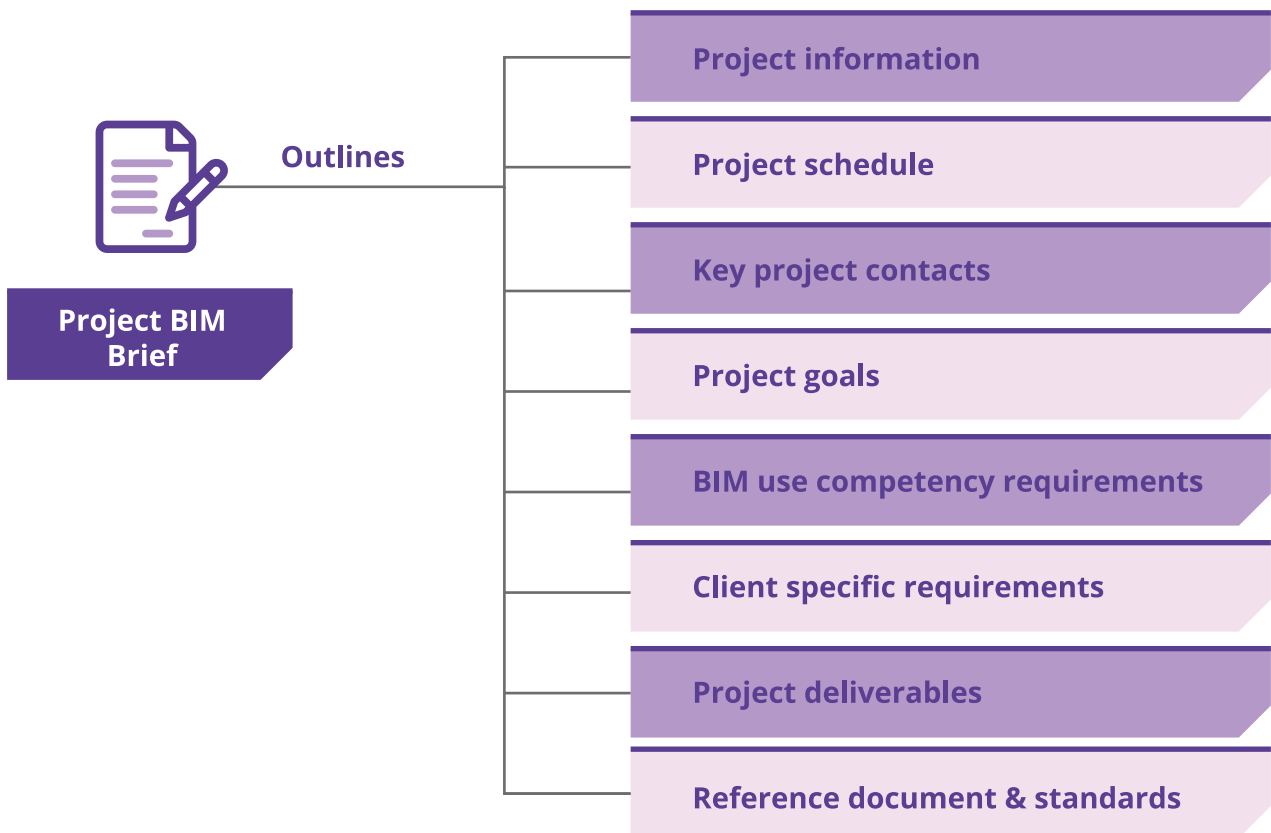 Project information
Outlines
Project schedule
Key project contacts
Project BIM
Brief
Project goals
BIM use competency requirements
Client specific requirements
Project deliverables
Reference document & standards